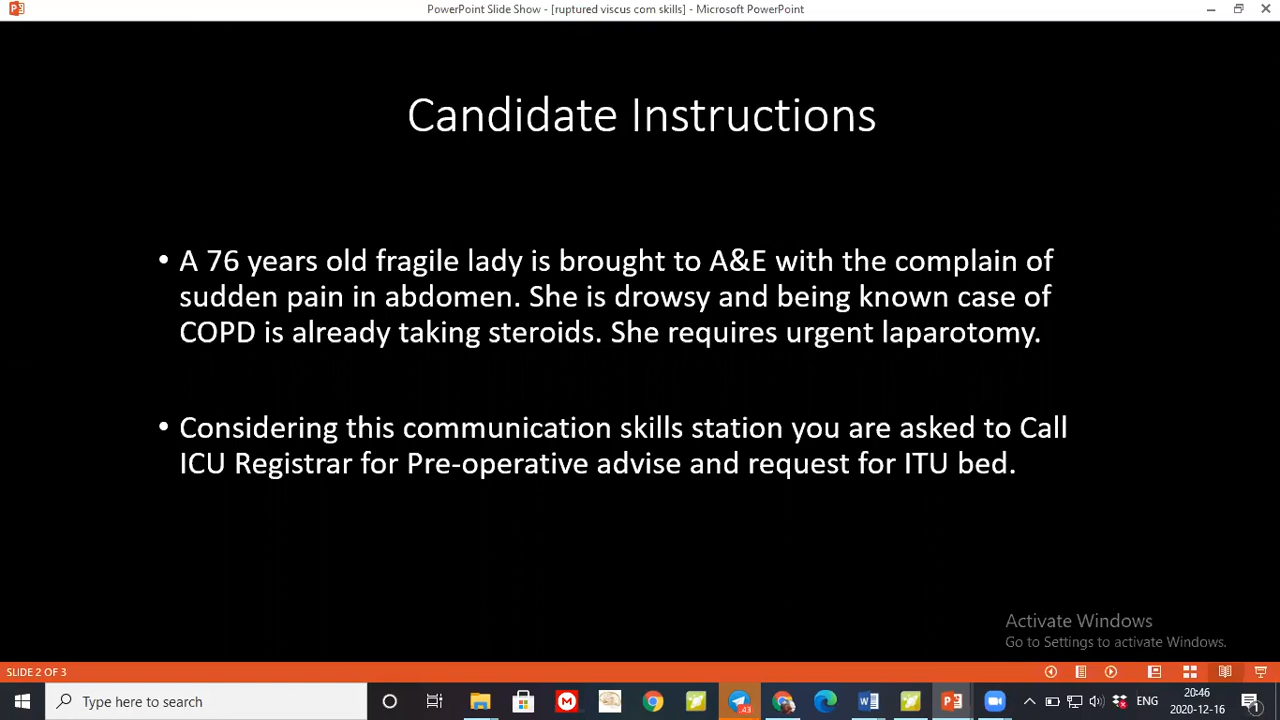 PowerPoint Slide Show - [ruptured viscus com skills] - Microsoft PowerPoint
Candidate Instructions
• A 76 years old fragile lady is brought to A&E with the complain of
sudden pain in abdomen. She is drowsy and being known case of
COPD is already taking steroids. She requires urgent laparotomy.
• Considering this communication skills station you are asked to Call
ICU Registrar for Pre-operative advise and request for ITU bed.
Activate Windows
Go to Settings to activate Windows.
SLIDE 2 OF 3
Type here to search
43
ENG
20:46
2020-12-16
1